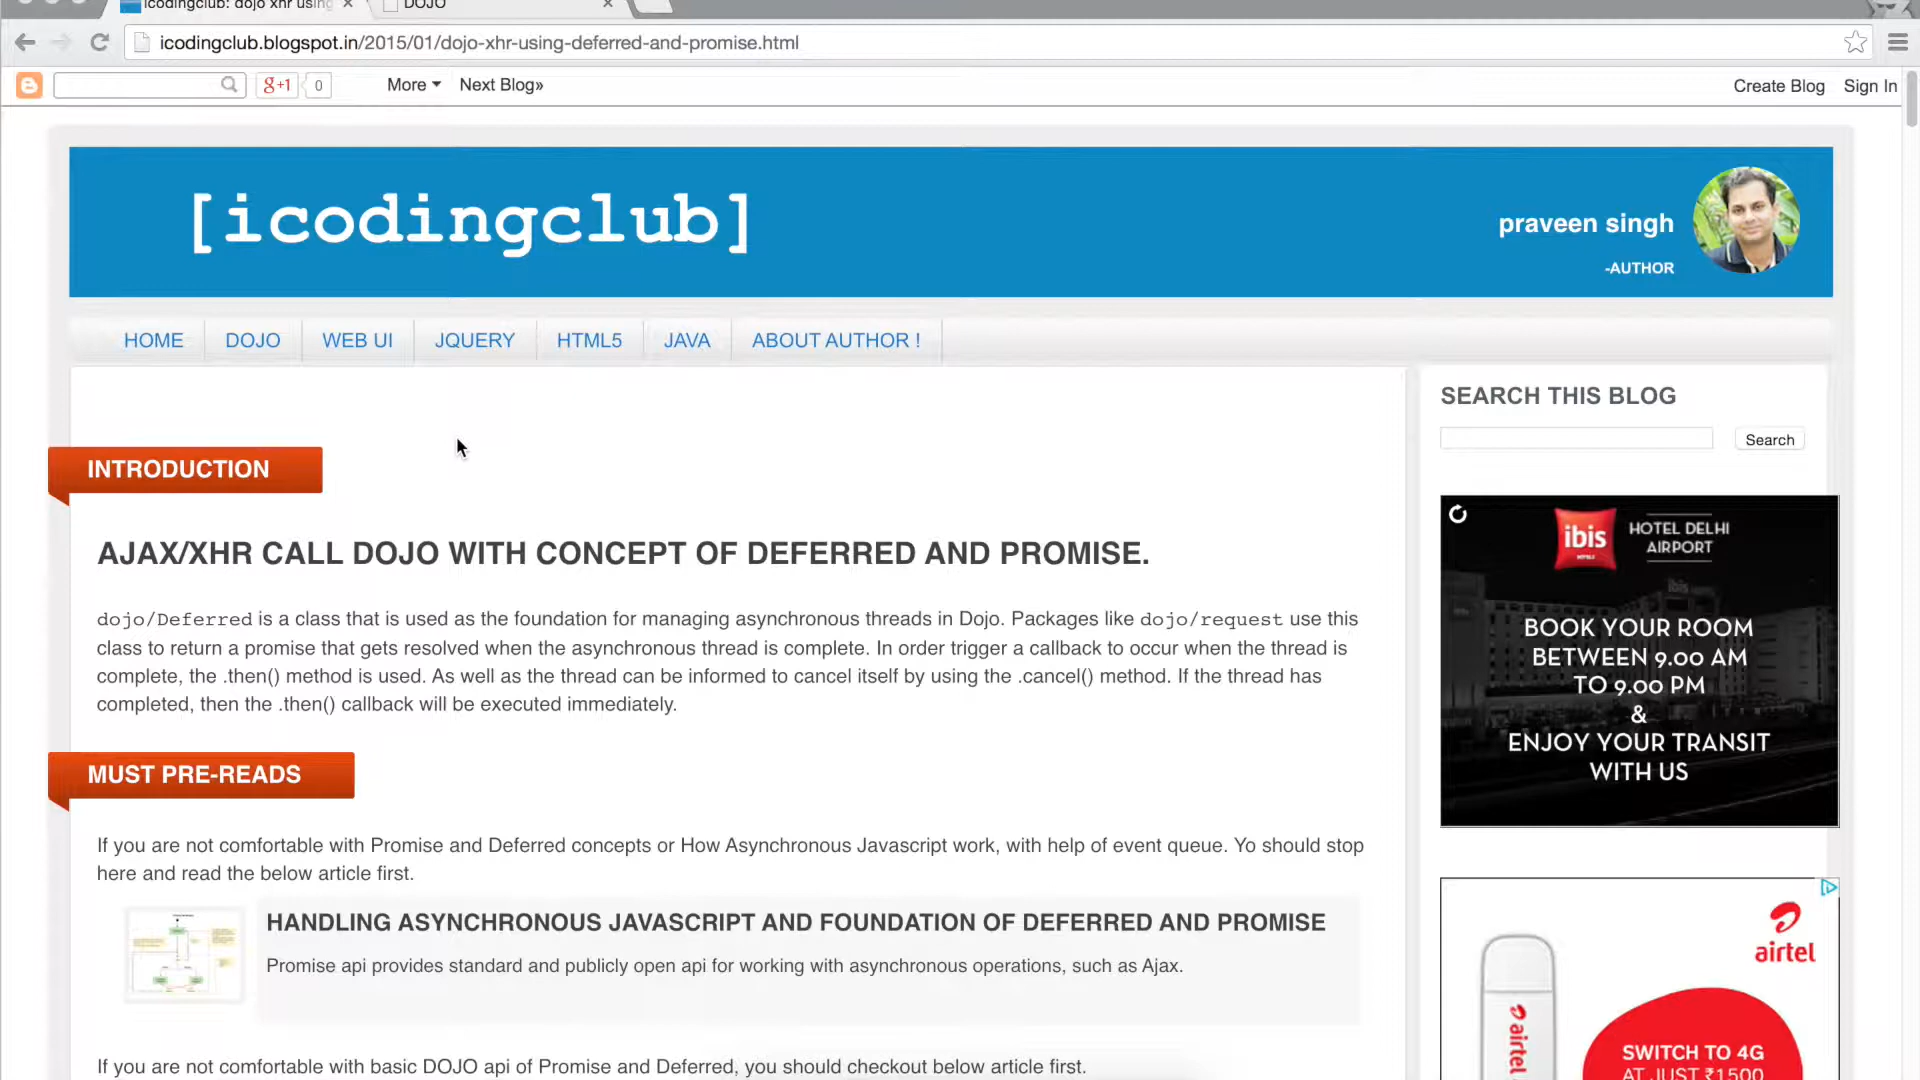 icodingclub: dojo xhr using
DOJO
icodingclub.blogspot.in/2015/01/dojo-xhr-using-deferred-and-promise.html
g+1 0 More Next Blog» Create Blog Sign In
[icodingclub]
praveen singh
-AUTHOR
HOME DOJO WEB UI JQUERY HTML5 JAVA ABOUT AUTHOR !
INTRODUCTION
AJAX/XHR CALL DOJO WITH CONCEPT OF DEFERRED AND PROMISE.
dojo/Deferred is a class that is used as the foundation for managing asynchronous threads in Dojo. Packages like dojo/request use this
class to return a promise that gets resolved when the asynchronous thread is complete. In order trigger a callback to occur when the thread is
complete, the .then() method is used. As well as the thread can be informed to cancel itself by using the .cancel() method. If the thread has
completed, then the .then() callback will be executed immediately.
MUST PRE-READS
If you are not comfortable with Promise and Deferred concepts or How Asynchronous Javascript work, with help of event queue. Yo should stop
here and read the below article first.
HANDLING ASYNCHRONOUS JAVASCRIPT AND FOUNDATION OF DEFERRED AND PROMISE
Promise api provides standard and publicly open api for working with asynchronous operations, such as Ajax.
If you are not comfortable with basic DOJO api of Promise and Deferred, you should checkout below article first.
SEARCH THIS BLOG
Search
ibis
HOTELS
HOTEL DELHI
AIRPORT
BOOK YOUR ROOM
BETWEEN 9.00 AM
TO 9.00 PM
&
ENJOY YOUR TRANSIT
WITH US
airtel
airtel
SWITCH TO 4G
AT JUST ₹1500